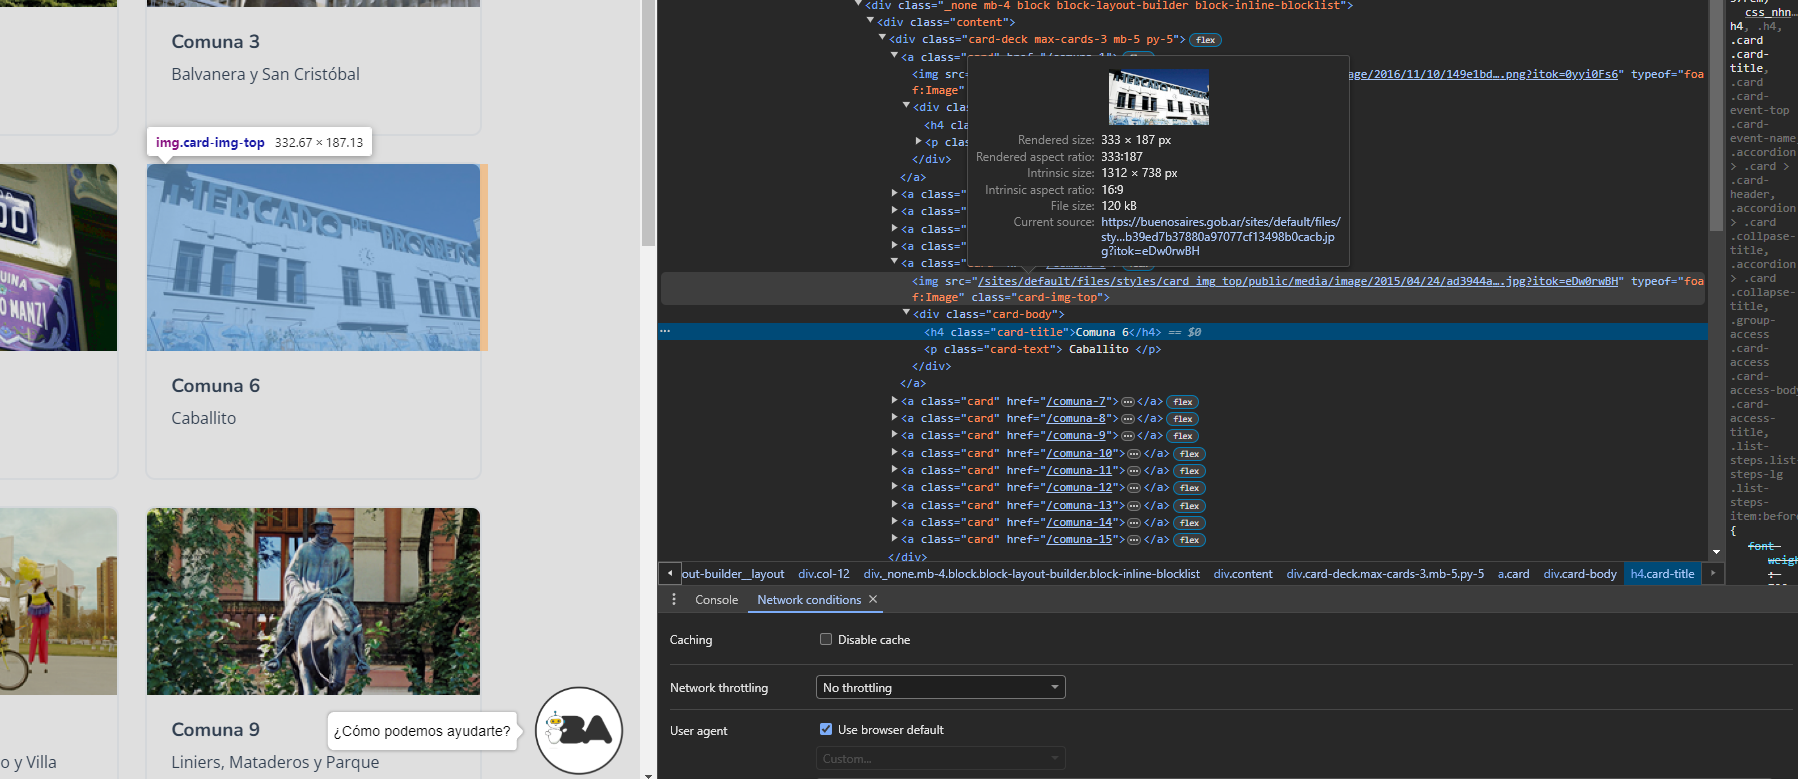 Comuna 3
Balvanera y San Cristóbal
img.card-img-top 332.67 × 187.13
MERCADO DEL PROGRESO
Comuna 6
Caballito
Comuna 9
Liniers, Mataderos y Parque
o y Villa
¿Cómo podemos ayudarte?
BA
UINA
MANZI
<div class="_none mb-4 block block-layout-builder block-inline-blocklist">
<div class="content">
<div class="card-deck max-cards-3 mb-5 py-5"> flex
<a class="card"
<img src= age/2016/11/10/149e1bd….png?itok=0yyi0Fs6" typeof="foa
f:Image"
<div cla
<h4 cla
<p c
</div>
</a>
<a class="
<a class="
<a class="
<a class="
<a class="
<img src="/sites/default/files/styles/card_img_top/public/media/image/2015/04/24/ad3944a….jpg?itok=eDw0rwBH" typeof="foa
f:Image" class="card-img-top">
<div class="card-body">
… <h4 class="card-title">Comuna 6</h4> == $0
<p class="card-text"> Caballito </p>
</div>
</a>
<a class="card" href="/comuna-7">…</a> flex
<a class="card" href="/comuna-8">…</a> flex
<a class="card" href="/comuna-9">…</a> flex
<a class="card" href="/comuna-10">…</a> flex
<a class="card" href="/comuna-11">…</a> flex
<a class="card" href="/comuna-12">…</a> flex
<a class="card" href="/comuna-13">…</a> flex
<a class="card" href="/comuna-14">…</a> flex
<a class="card" href="/comuna-15">…</a> flex
</div>
Rendered size: 333 × 187 px
Rendered aspect ratio: 333:187
Intrinsic size: 1312 × 738 px
Intrinsic aspect ratio: 16:9
File size: 120 kB
Current source: https://buenosaires.gob.ar/sites/default/files/
sty…b39ed7b37880a97077cf13498b0cacb.jp
g?itok=eDw0rwBH
out-builder__layout div.col-12 div._none.mb-4.block.block-layout-builder.block-inline-blocklist div.content div.card-deck.max-cards-3.mb-5.py-5 a.card div.card-body h4.card-title
Console Network conditions ×
Caching Disable cache
Network throttling No throttling
User agent Use browser default
Custom...
css_nhn…
h4, .h4,
.card
.card-
title,
.card
.card-
event-top
.card-
event-name,
.accordion
> .card >
.card-
header,
.accordion
> .card
.collpase-
title,
.accordion
> .card
.collapse-
title,
.group-
access
.card-
access
.card-
access-body
.card-
access-
title,
.list-
steps.list-
steps-lg
.list-
steps-
item:before
{
font-
weigh